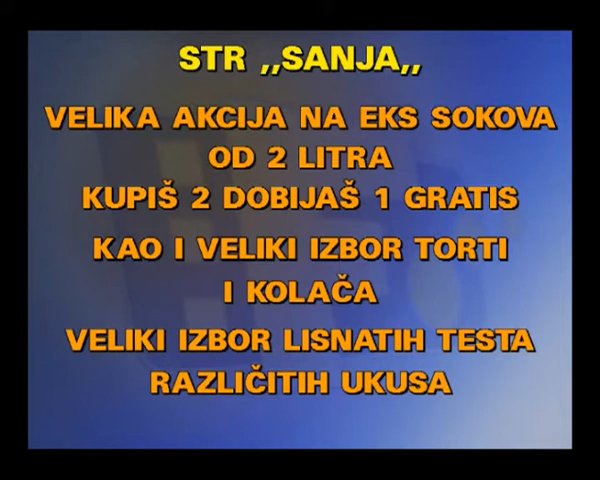 STR ,,SANJA,,
VELIKA AKCIJA NA EKS SOKOVA
OD 2 LITRA
KUPIŠ 2 DOBIJAŠ 1 GRATIS
KAO I VELIKI IZBOR TORTI
I KOLAČA
VELIKI IZBOR LISNATIH TESTA
RAZLIČITIH UKUSA